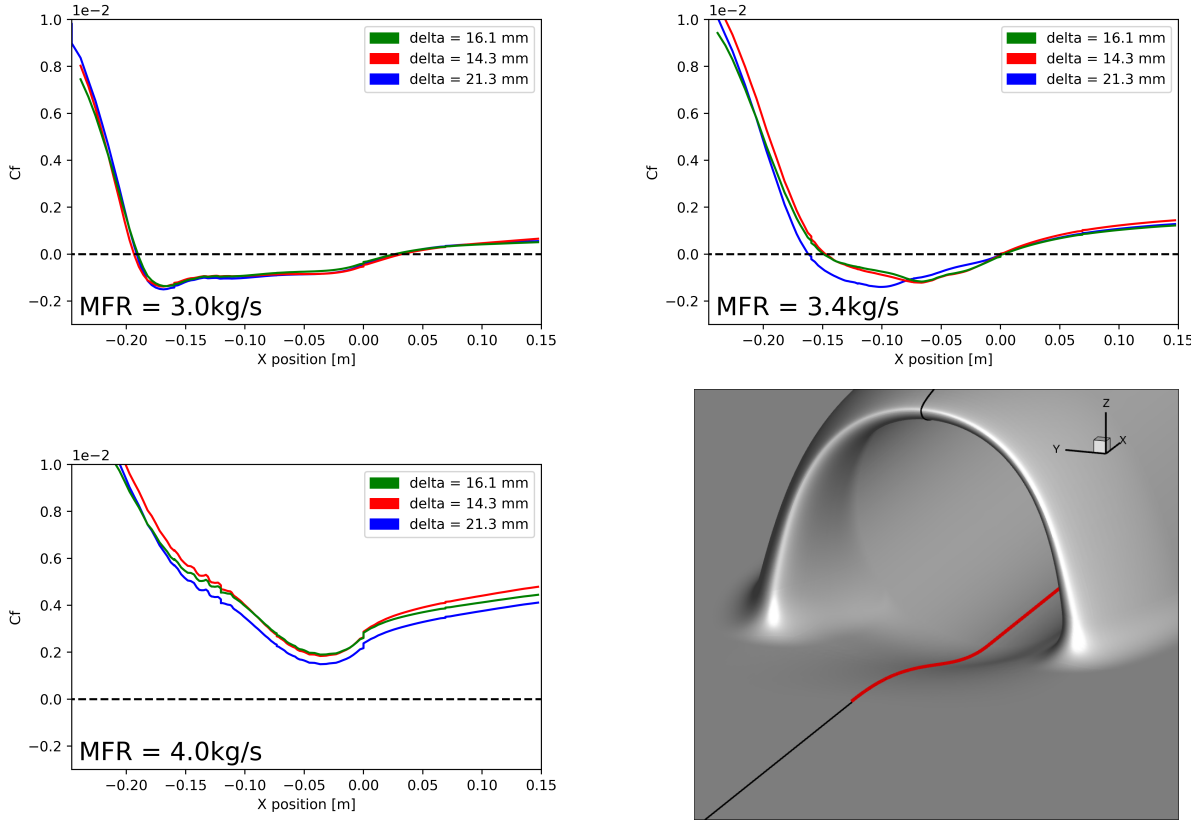 1e−2
1.0
0.8
0.6
0.4
0.2
0.0
−0.2
Cf
delta = 16.1 mm
delta = 14.3 mm
delta = 21.3 mm
MFR = 3.0kg/s
−0.20 −0.15 −0.10 −0.05 0.00 0.05 0.10 0.15
X position [m]
1e−2
1.0
0.8
0.6
0.4
0.2
0.0
−0.2
Cf
delta = 16.1 mm
delta = 14.3 mm
delta = 21.3 mm
MFR = 3.4kg/s
−0.20 −0.15 −0.10 −0.05 0.00 0.05 0.10 0.15
X position [m]
1e−2
1.0
0.8
0.6
0.4
0.2
0.0
−0.2
Cf
delta = 16.1 mm
delta = 14.3 mm
delta = 21.3 mm
MFR = 4.0kg/s
−0.20 −0.15 −0.10 −0.05 0.00 0.05 0.10 0.15
X position [m]
Z
Y
X